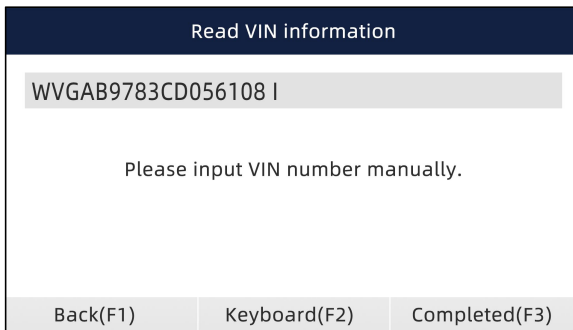 Read VIN information
WVGAB9783CD056108 I
Please input VIN number manually.
Back(F1) Keyboard(F2) Completed(F3)